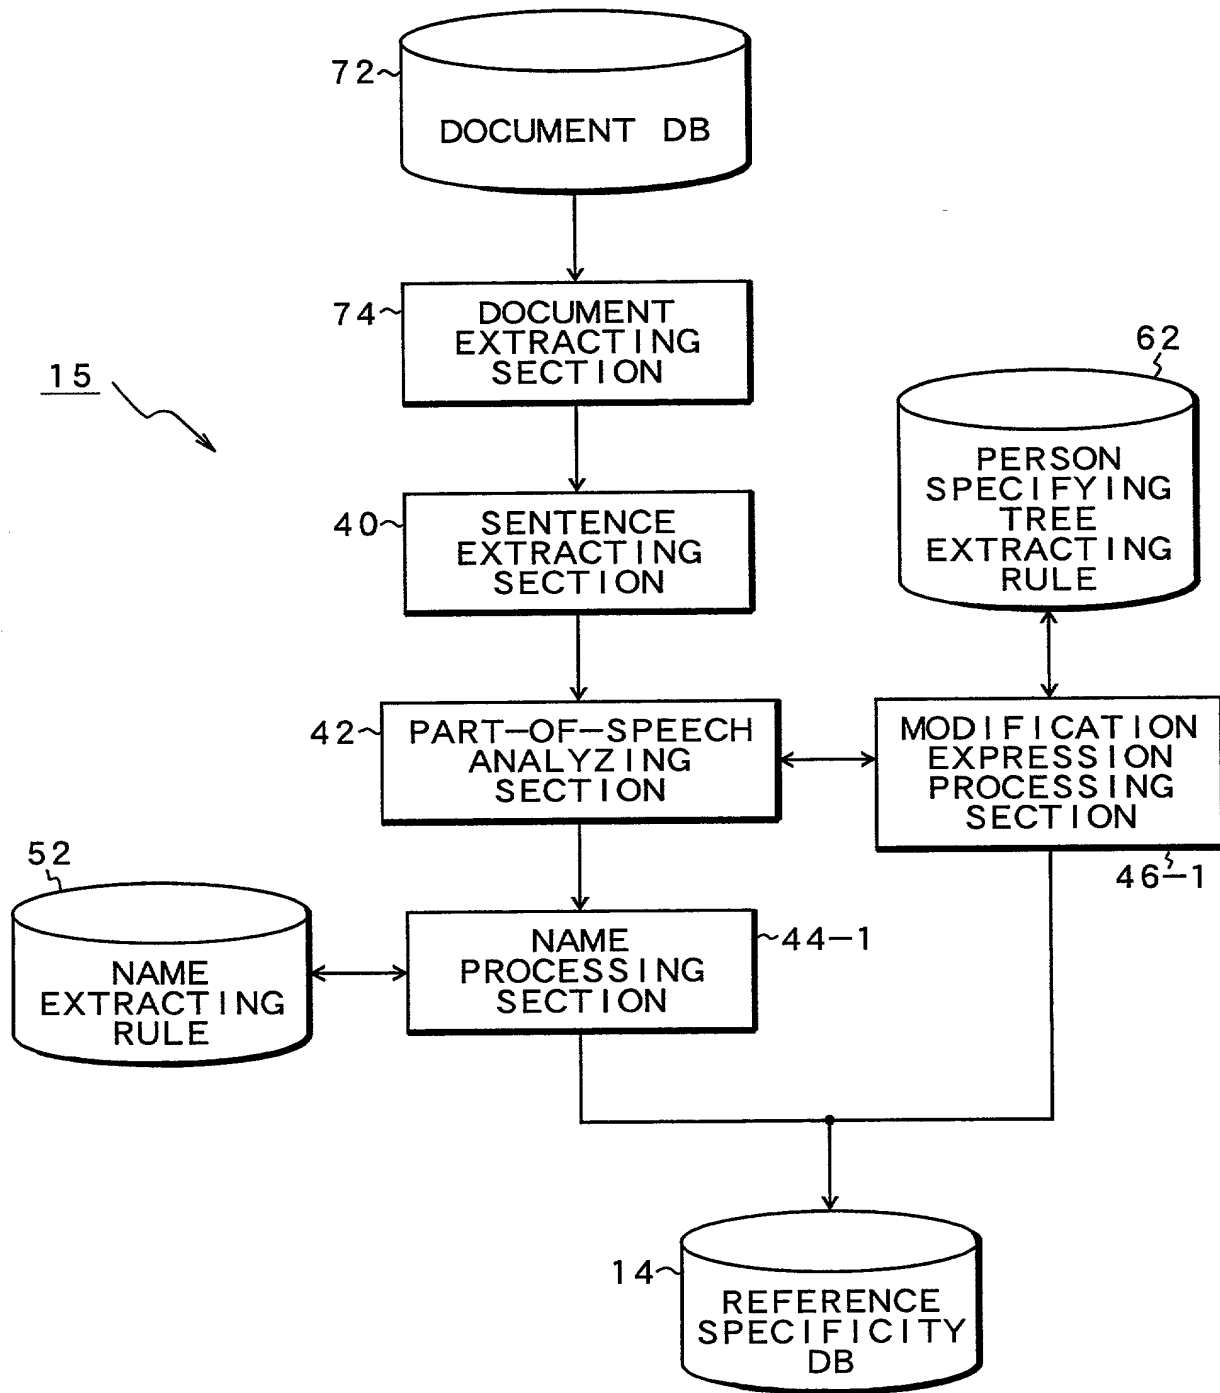 72
DOCUMENT DB
74
DOCUMENT
EXTRACTING
SECTION
15
62
PERSON
SPECIFYING
TREE
EXTRACTING
RULE
40
SENTENCE
EXTRACTING
SECTION
42
PART-OF-SPEECH
ANALYZING
SECTION
MODIFICATION
EXPRESSION
PROCESSING
SECTION
46-1
52
NAME
EXTRACTING
RULE
NAME
PROCESSING
SECTION
44-1
14
REFERENCE
SPECIFICITY
DB